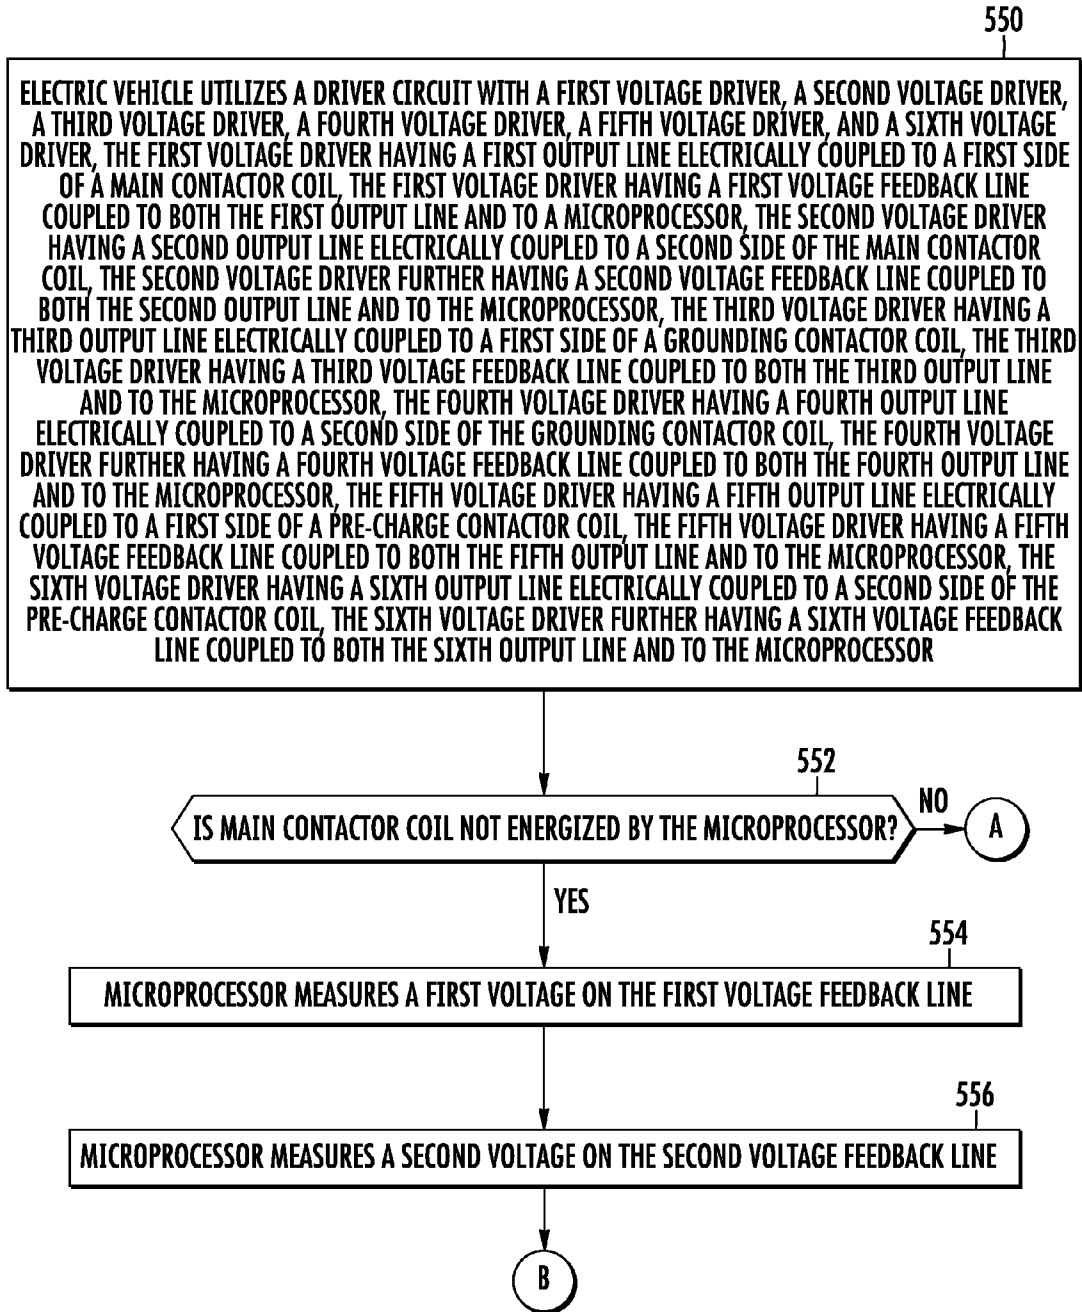 550
ELECTRIC VEHICLE UTILIZES A DRIVER CIRCUIT WITH A FIRST VOLTAGE DRIVER, A SECOND VOLTAGE DRIVER,
A THIRD VOLTAGE DRIVER, A FOURTH VOLTAGE DRIVER, A FIFTH VOLTAGE DRIVER, AND A SIXTH VOLTAGE
DRIVER, THE FIRST VOLTAGE DRIVER HAVING A FIRST OUTPUT LINE ELECTRICALLY COUPLED TO A FIRST SIDE
OF A MAIN CONTACTOR COIL, THE FIRST VOLTAGE DRIVER HAVING A FIRST VOLTAGE FEEDBACK LINE
COUPLED TO BOTH THE FIRST OUTPUT LINE AND TO A MICROPROCESSOR, THE SECOND VOLTAGE DRIVER
HAVING A SECOND OUTPUT LINE ELECTRICALLY COUPLED TO A SECOND SIDE OF THE MAIN CONTACTOR
COIL, THE SECOND VOLTAGE DRIVER FURTHER HAVING A SECOND VOLTAGE FEEDBACK LINE COUPLED TO
BOTH THE SECOND OUTPUT LINE AND TO THE MICROPROCESSOR, THE THIRD VOLTAGE DRIVER HAVING A
THIRD OUTPUT LINE ELECTRICALLY COUPLED TO A FIRST SIDE OF A GROUNDING CONTACTOR COIL, THE THIRD
VOLTAGE DRIVER HAVING A THIRD VOLTAGE FEEDBACK LINE COUPLED TO BOTH THE THIRD OUTPUT LINE
AND TO THE MICROPROCESSOR, THE FOURTH VOLTAGE DRIVER HAVING A FOURTH OUTPUT LINE
ELECTRICALLY COUPLED TO A SECOND SIDE OF THE GROUNDING CONTACTOR COIL, THE FOURTH VOLTAGE
DRIVER FURTHER HAVING A FOURTH VOLTAGE FEEDBACK LINE COUPLED TO BOTH THE FOURTH OUTPUT LINE
AND TO THE MICROPROCESSOR, THE FIFTH VOLTAGE DRIVER HAVING A FIFTH OUTPUT LINE ELECTRICALLY
COUPLED TO A FIRST SIDE OF A PRE-CHARGE CONTACTOR COIL, THE FIFTH VOLTAGE DRIVER HAVING A FIFTH
VOLTAGE FEEDBACK LINE COUPLED TO BOTH THE FIFTH OUTPUT LINE AND TO THE MICROPROCESSOR, THE
SIXTH VOLTAGE DRIVER HAVING A SIXTH OUTPUT LINE ELECTRICALLY COUPLED TO A SECOND SIDE OF THE
PRE-CHARGE CONTACTOR COIL, THE SIXTH VOLTAGE DRIVER FURTHER HAVING A SIXTH VOLTAGE FEEDBACK
LINE COUPLED TO BOTH THE SIXTH OUTPUT LINE AND TO THE MICROPROCESSOR
552
IS MAIN CONTACTOR COIL NOT ENERGIZED BY THE MICROPROCESSOR?
NO
A
YES
554
MICROPROCESSOR MEASURES A FIRST VOLTAGE ON THE FIRST VOLTAGE FEEDBACK LINE
556
MICROPROCESSOR MEASURES A SECOND VOLTAGE ON THE SECOND VOLTAGE FEEDBACK LINE
B